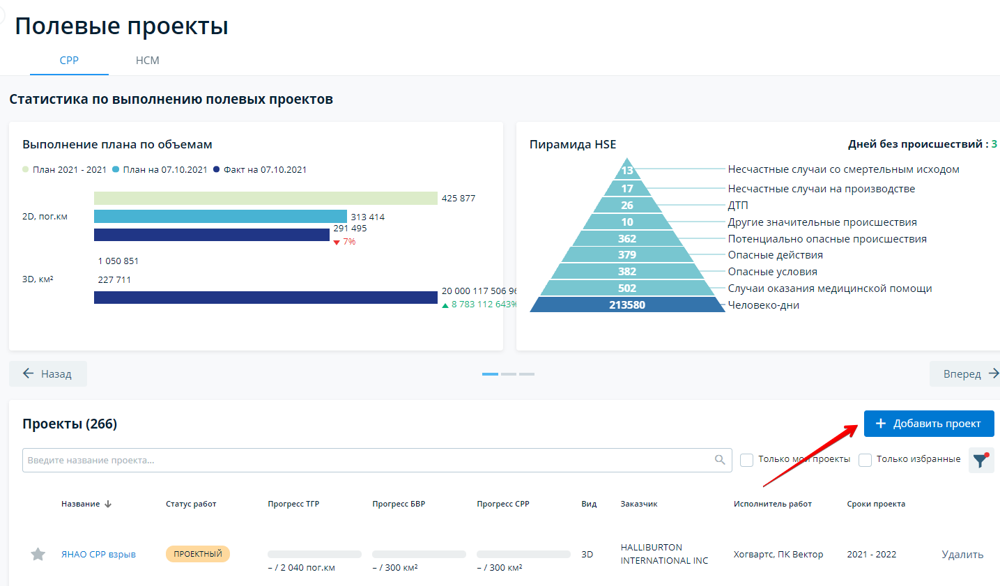 Полевые проекты
СРР НСМ
Статистика по выполнению полевых проектов
Выполнение плана по объемам
План 2021 - 2021 План на 07.10.2021 Факт на 07.10.2021
2D, пог.км
425 877
313 414
291 495
7%
3D, км²
1 050 851
227 711
20 000 117 506 96
8 783 112 643%
Пирамида HSE
Дней без происшествий : 3
13 Несчастные случаи со смертельным исходом
17 Несчастные случаи на производстве
26 ДТП
10 Другие значительные происшествия
362 Потенциально опасные происшествия
379 Опасные действия
382 Опасные условия
502 Случаи оказания медицинской помощи
213580 Человеко-дни
Назад
Вперед
Проекты (266)
Добавить проект
Введите название проекта...
Только мои проекты
Только избранные
Название Статус работ Прогресс ТГР Прогресс БВР Прогресс СРР Вид Заказчик Исполнитель работ Сроки проекта
ЯНАО СРР взрыв
ПРОЕКТНЫЙ
– / 2 040 пог.км
– / 300 км²
– / 300 км²
3D
HALLIBURTON
INTERNATIONAL INC
Хогвартс, ПК Вектор
2021 - 2022
Удалить